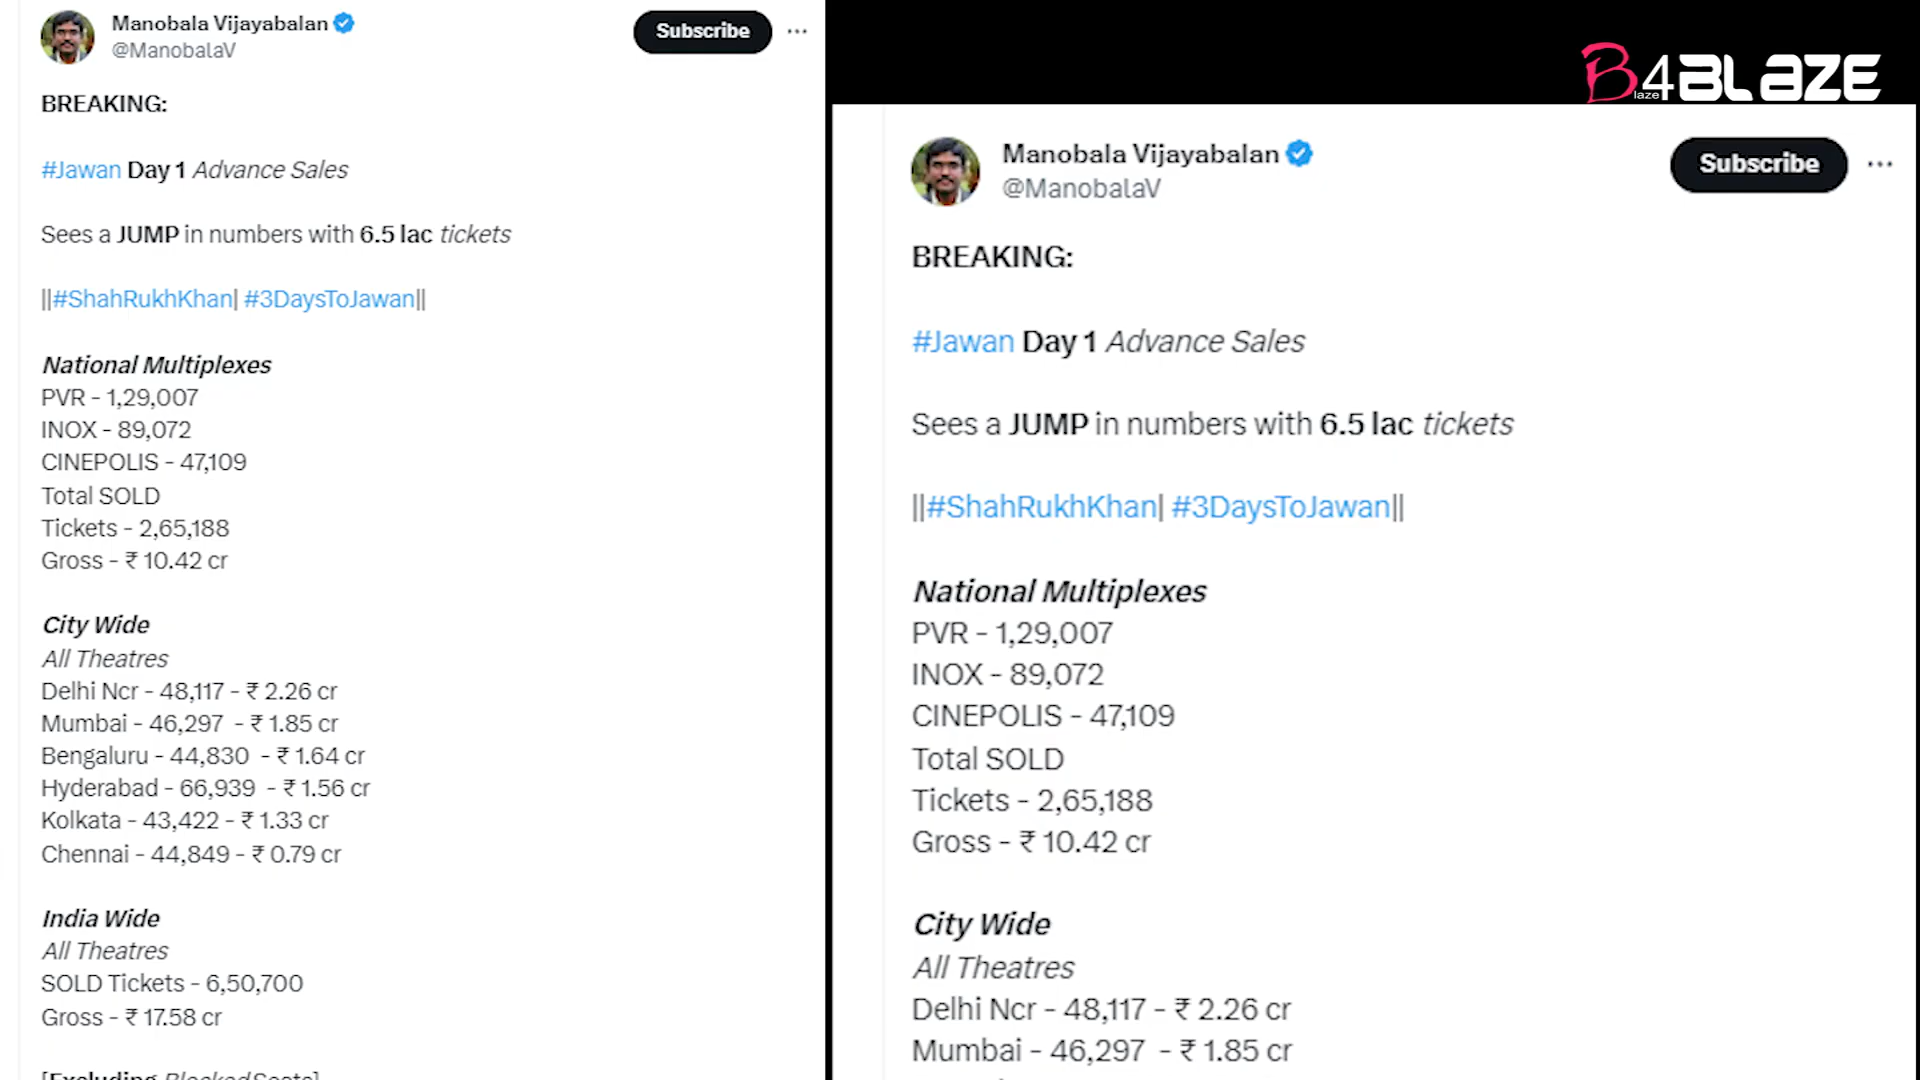 Manobala Vijayabalan
@ManobalaV
Subscribe
BREAKING:
#Jawan Day 1 Advance Sales
Sees a JUMP in numbers with 6.5 lac tickets
||#ShahRukhKhan| #3DaysToJawan||
National Multiplexes
PVR - 1,29,007
INOX - 89,072
CINEPOLIS - 47,109
Total SOLD
Tickets - 2,65,188
Gross - ₹ 10.42 cr
City Wide
All Theatres
Delhi Ncr - 48,117 - ₹ 2.26 cr
Mumbai - 46,297 - ₹ 1.85 cr
Bengaluru - 44,830 - ₹ 1.64 cr
Hyderabad - 66,939 - ₹ 1.56 cr
Kolkata - 43,422 - ₹ 1.33 cr
Chennai - 44,849 - ₹ 0.79 cr
India Wide
All Theatres
SOLD Tickets - 6,50,700
Gross - ₹ 17.58 cr
[Excluding BlockedSeats]
B4BLAZE
laze
Manobala Vijayabalan
@ManobalaV
Subscribe
BREAKING:
#Jawan Day 1 Advance Sales
Sees a JUMP in numbers with 6.5 lac tickets
||#ShahRukhKhan| #3DaysToJawan||
National Multiplexes
PVR - 1,29,007
INOX - 89,072
CINEPOLIS - 47,109
Total SOLD
Tickets - 2,65,188
Gross - ₹ 10.42 cr
City Wide
All Theatres
Delhi Ncr - 48,117 - ₹ 2.26 cr
Mumbai - 46,297 - ₹ 1.85 cr